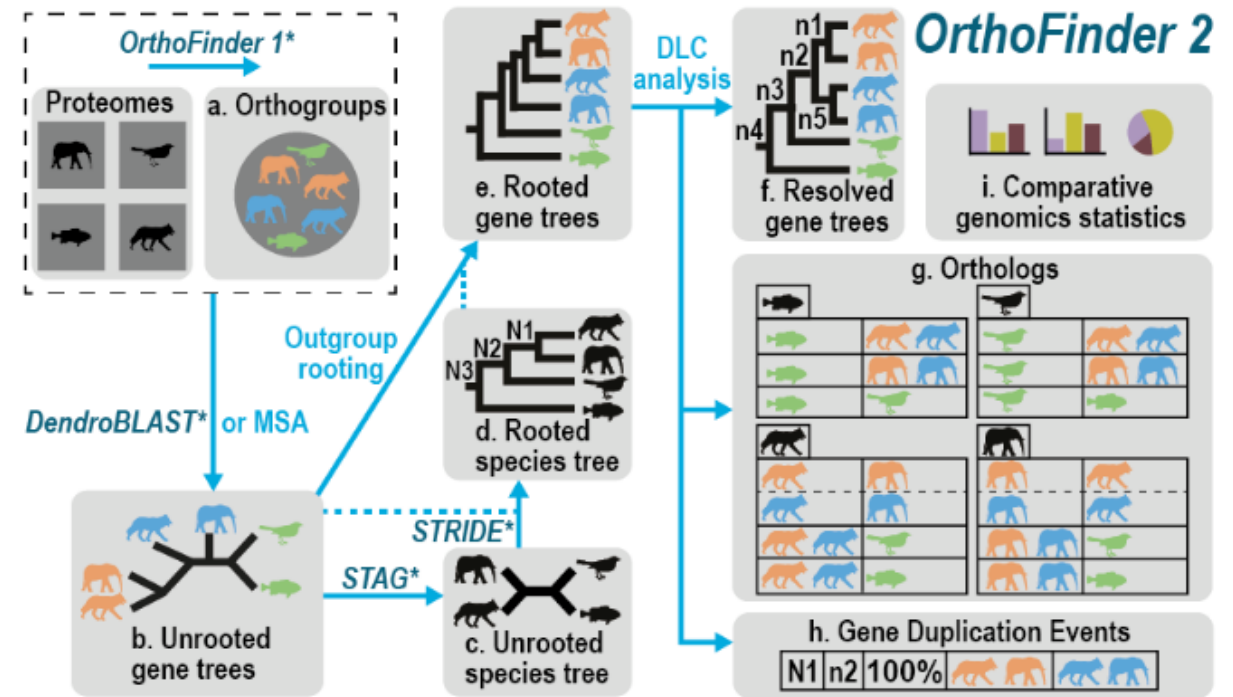 OrthoFinder 1*
Proteomes
a. Orthogroups
DendroBLAST* or MSA
b. Unrooted
gene trees
STAG*
c. Unrooted
species tree
STRIDE*
N1
N2
N3
d. Rooted
species tree
Outgroup
rooting
e. Rooted
gene trees
DLC
analysis
n1
n2
n3
n5
n4
f. Resolved
gene trees
OrthoFinder 2
i. Comparative
genomics statistics
g. Orthologs
h. Gene Duplication Events
N1 n2 100%